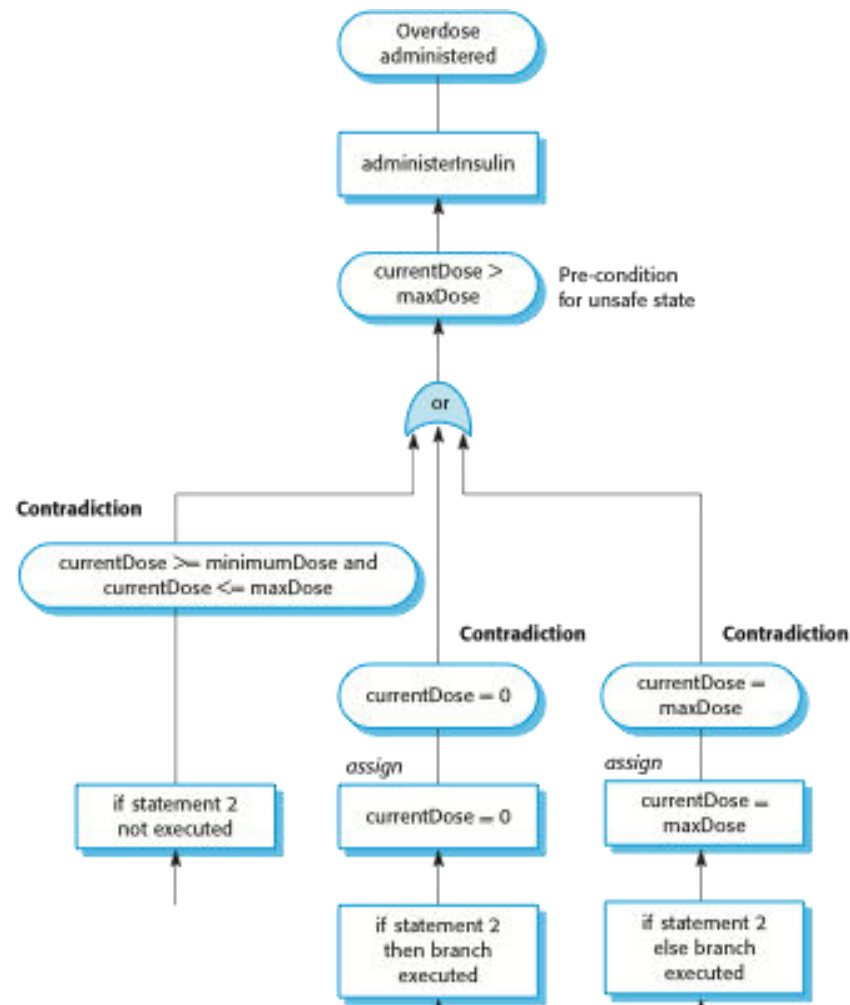 Overdose
administered
administerInsulin
currentDose >
maxDose
Pre-condition
for unsafe state
or
Contradiction
currentDose >= minimumDose and
currentDose <= maxDose
Contradiction
Contradiction
currentDose = 0
currentDose =
maxDose
assign
assign
if statement 2
not executed
currentDose = 0
currentDose =
maxDose
if statement 2
then branch
executed
if statement 2
else branch
executed